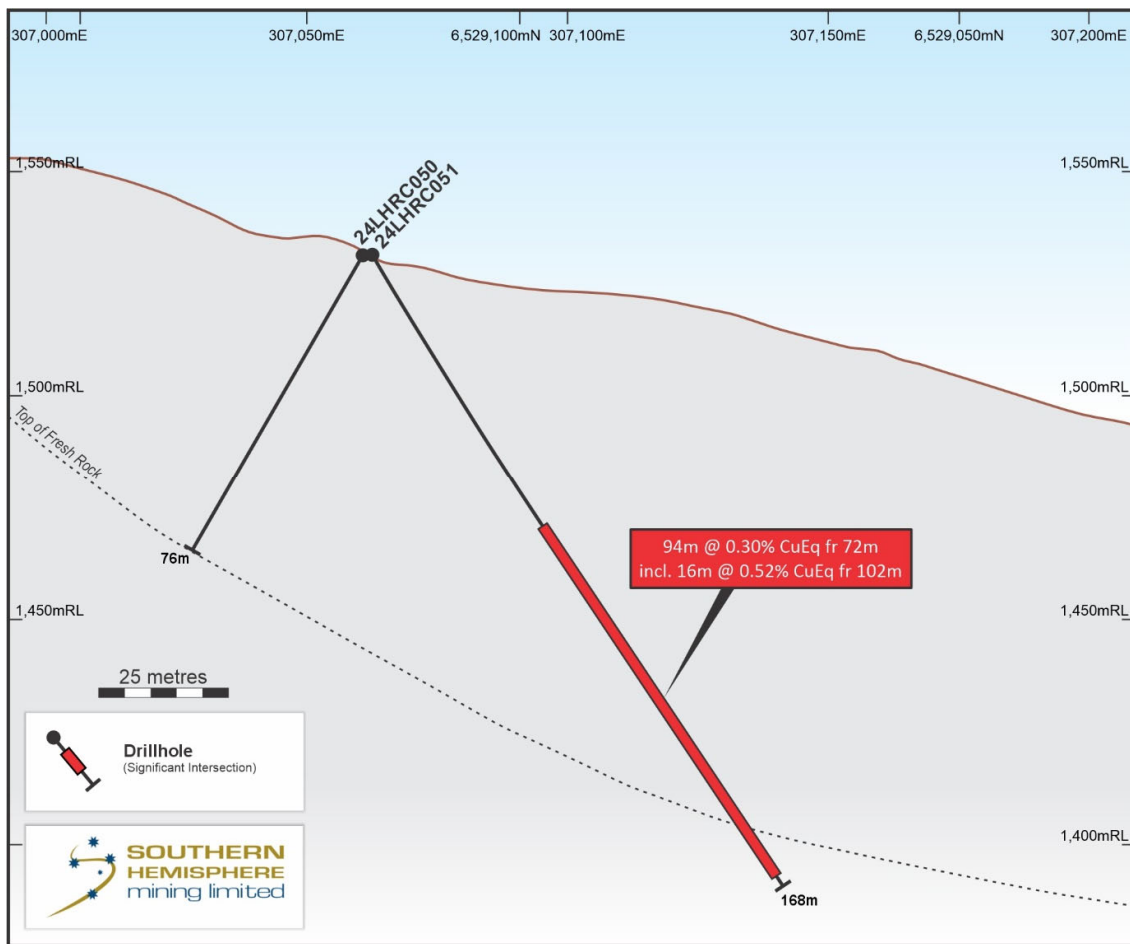 307,000mE
307,050mE
6,529,100mN
307,100mE
307,150mE
6,529,050mN
307,200mE
1,550mRL
1,550mRL
24LHRC050
24LHRC051
1,500mRL
1,500mRL
Top of Fresh Rock
76m
94m @ 0.30% CuEq fr 72m
incl. 16m @ 0.52% CuEq fr 102m
1,450mRL
1,450mRL
25 metres
Drillhole
(Significant Intersection)
1,400mRL
SOUTHERN
HEMISPHERE
mining limited
168m